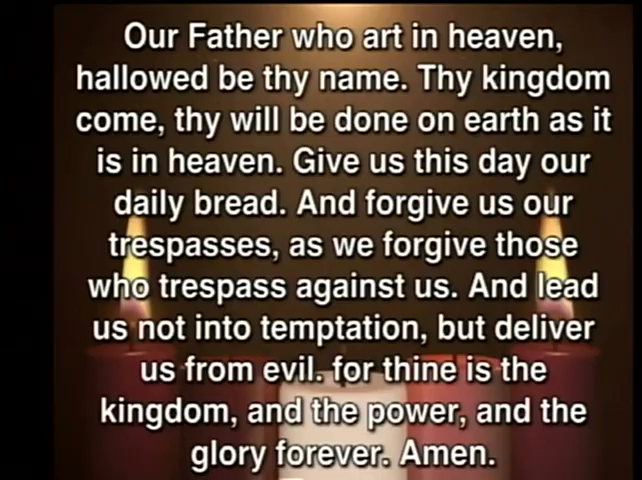 Our Father who art in heaven,
hallowed be thy name. Thy kingdom
come, thy will be done on earth as it
is in heaven. Give us this day our
daily bread. And forgive us our
trespasses, as we forgive those
who trespass against us. And lead
us not into temptation, but deliver
us from evil. for thine is the
kingdom, and the power, and the
glory forever. Amen.